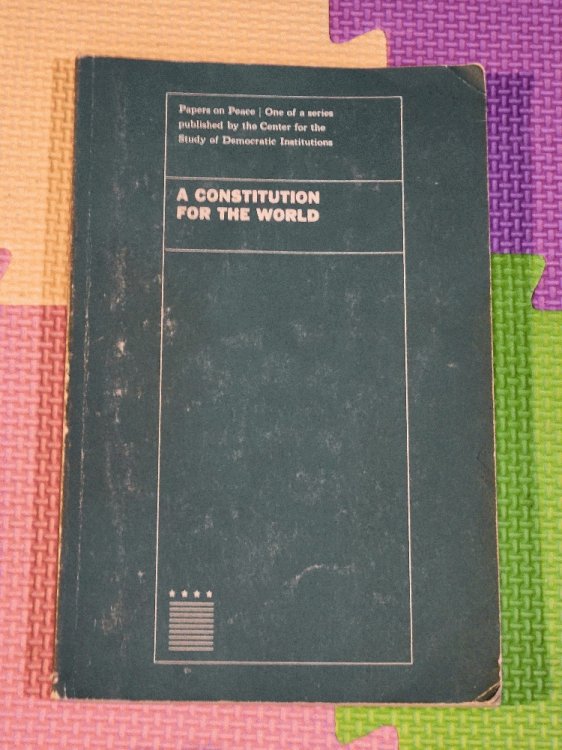 Papers on Peace | One of a series
published by the Center for the
Study of Democratic Institutions
A CONSTITUTION
FOR THE WORLD